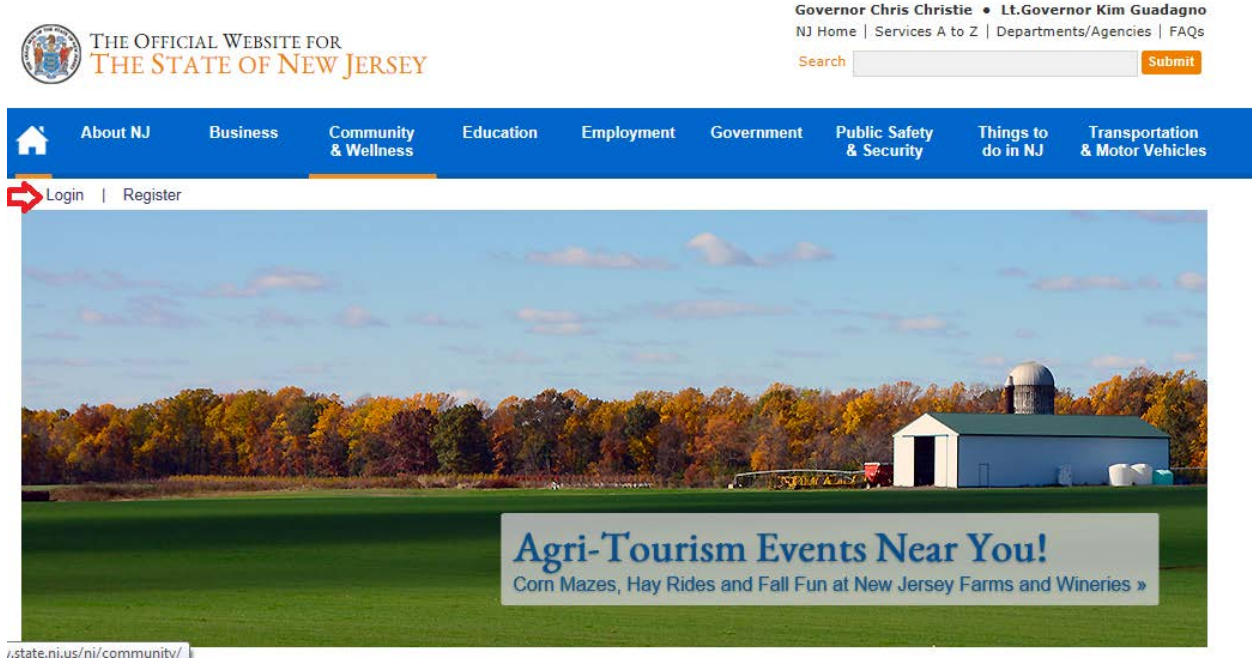 Governor Chris Christie • Lt.Governor Kim Guadagno
THE OFFICIAL WEBSITE FOR
THE STATE OF NEW JERSEY
NJ Home | Services A to Z | Departments/Agencies | FAQs
Search Submit
About NJ Business Community & Wellness Education Employment Government Public Safety & Security Things to do in NJ Transportation & Motor Vehicles
Login | Register
Agri-Tourism Events Near You!
Corn Mazes, Hay Rides and Fall Fun at New Jersey Farms and Wineries »
.state.nj.us/nj/community/